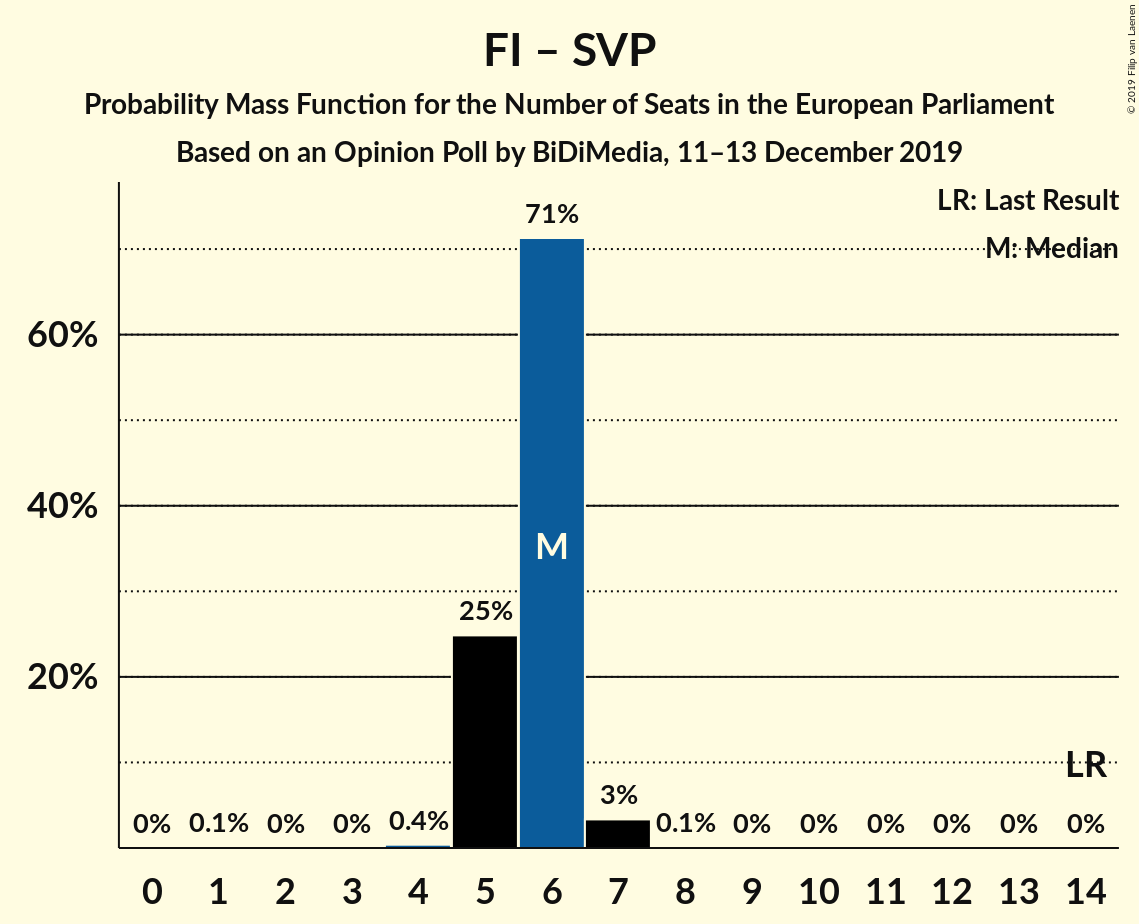 FI – SVP
Probability Mass Function for the Number of Seats in the European Parliament
Based on an Opinion Poll by BiDiMedia, 11–13 December 2019
© 2019 Filip van Laenen
LR: Last Result
M: Median
71%
60%
40%
M
25%
20%
LR
0% 0.1% 0% 0% 0.4% 3% 0.1% 0% 0% 0% 0% 0% 0%
0 1 2 3 4 5 6 7 8 9 10 11 12 13 14